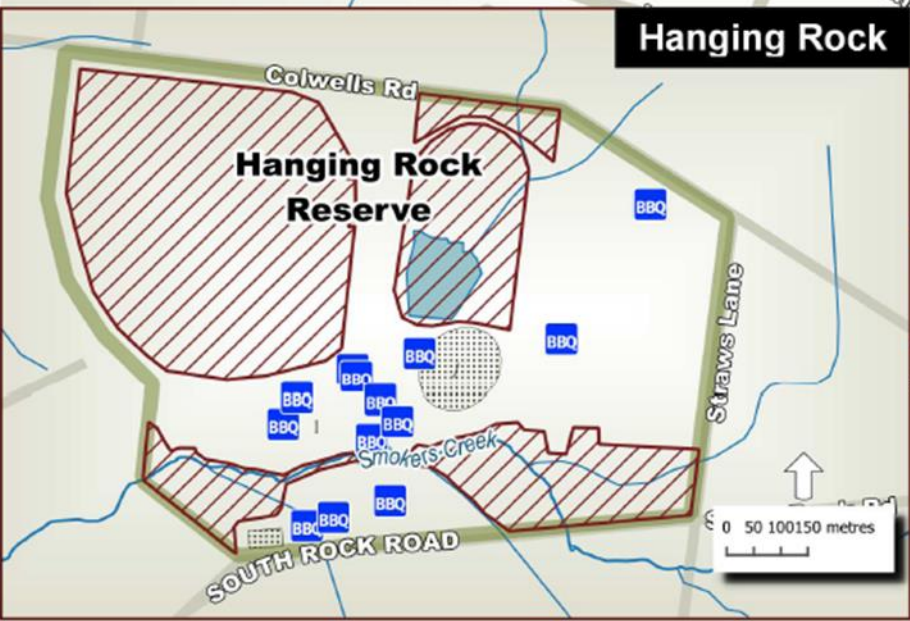 Hanging Rock
Colwells Rd
Hanging Rock
Reserve
BBQ
Straws Lane
BBQ
BBQ
BBQ
BBQ
BBQ
BBQ
BBQ
BBQ
Smokers Creek
BBQ
BBQ
BBQ
SOUTH ROCK ROAD
Rd
0 50 100150 metres